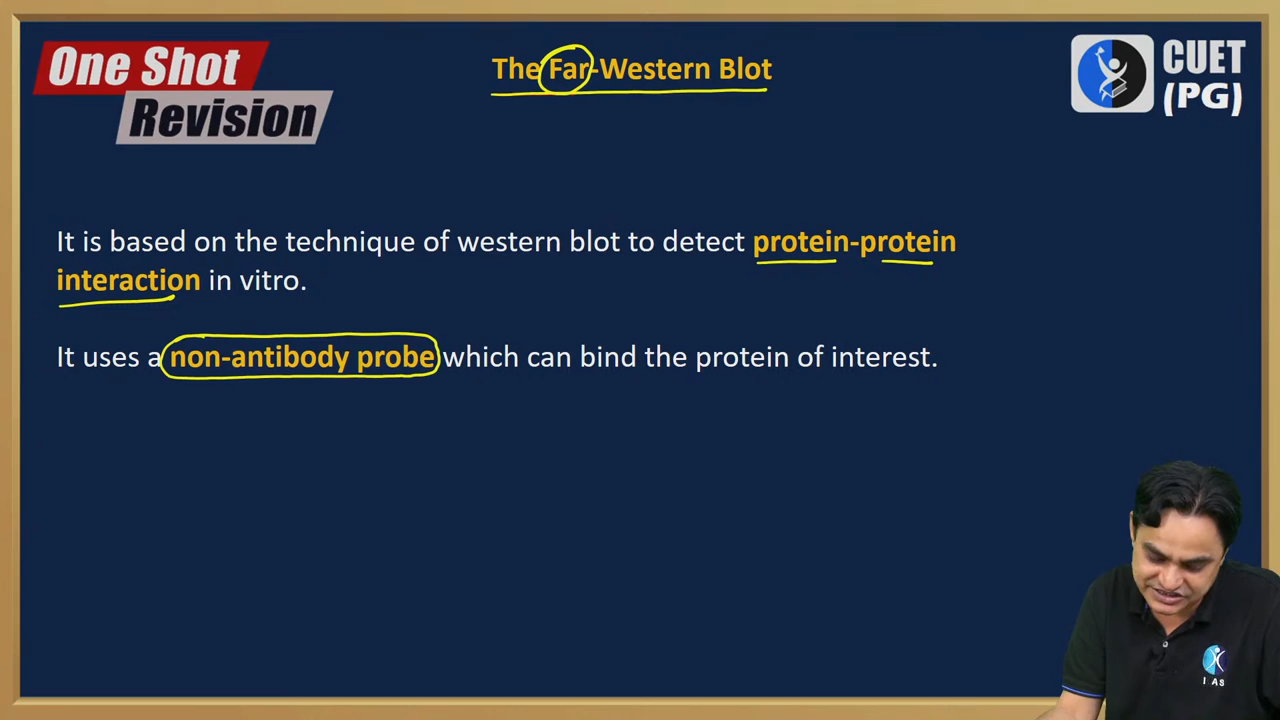 One Shot
Revision
The Far-Western Blot
CUET
(PG)
It is based on the technique of western blot to detect protein-protein
interaction in vitro.
It uses a non-antibody probe which can bind the protein of interest.
I AS